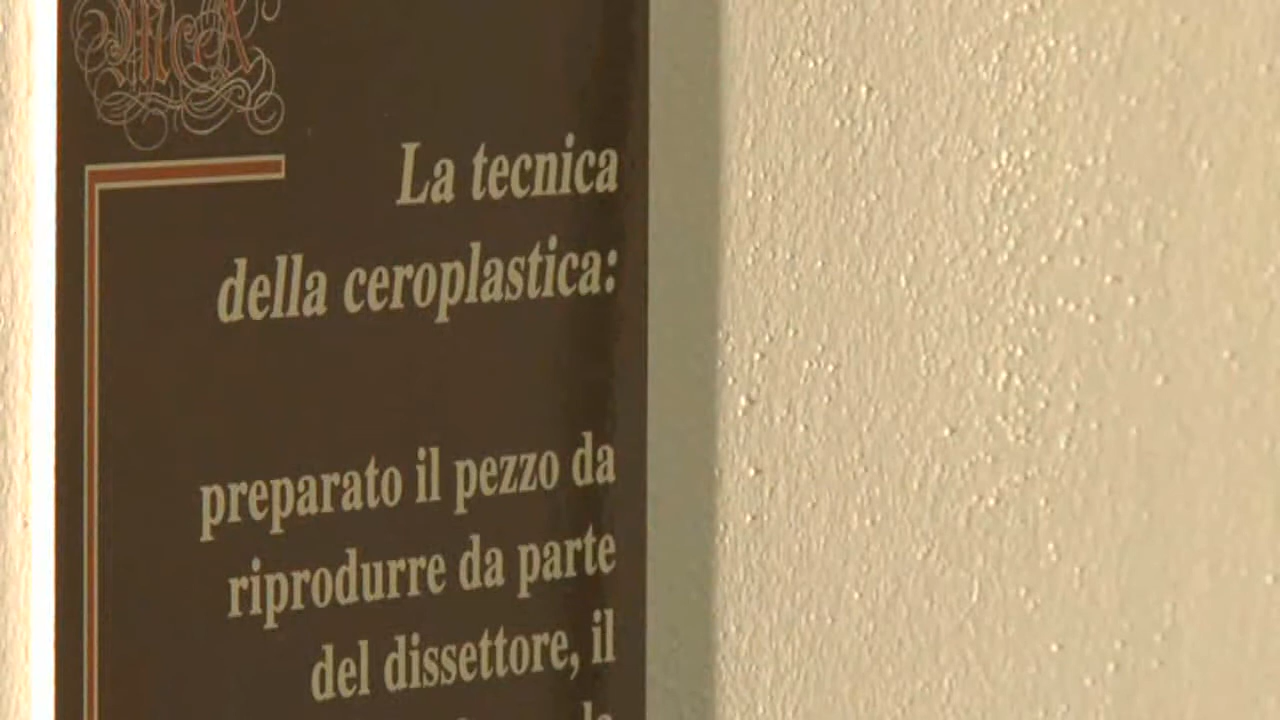 La tecnica
della ceroplastica:
preparato il pezzo da
riprodurre da parte
del dissettore, il